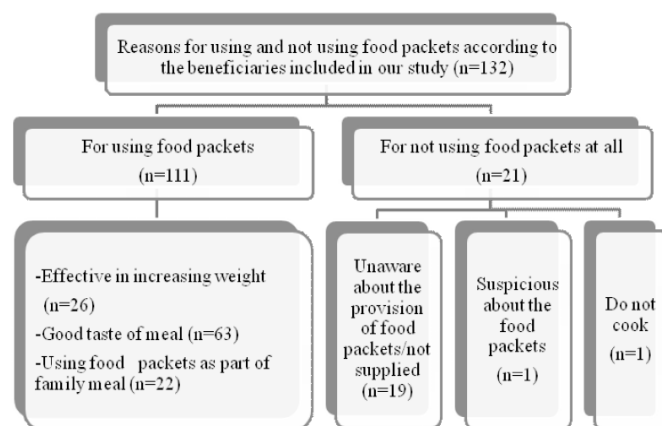 Reasons for using and not using food packets according to
the beneficiaries included in our study (n=132)
For using food packets
(n=111)
For not using food packets at all
(n=21)
-Effective in increasing weight
(n=26)
-Good taste of meal (n=63)
-Using food packets as part of
family meal (n=22)
Unaware
about the
provision
of food
packets/not
supplied
(n=19)
Suspicious
about the
food
packets
(n=1)
Do not
cook
(n=1)